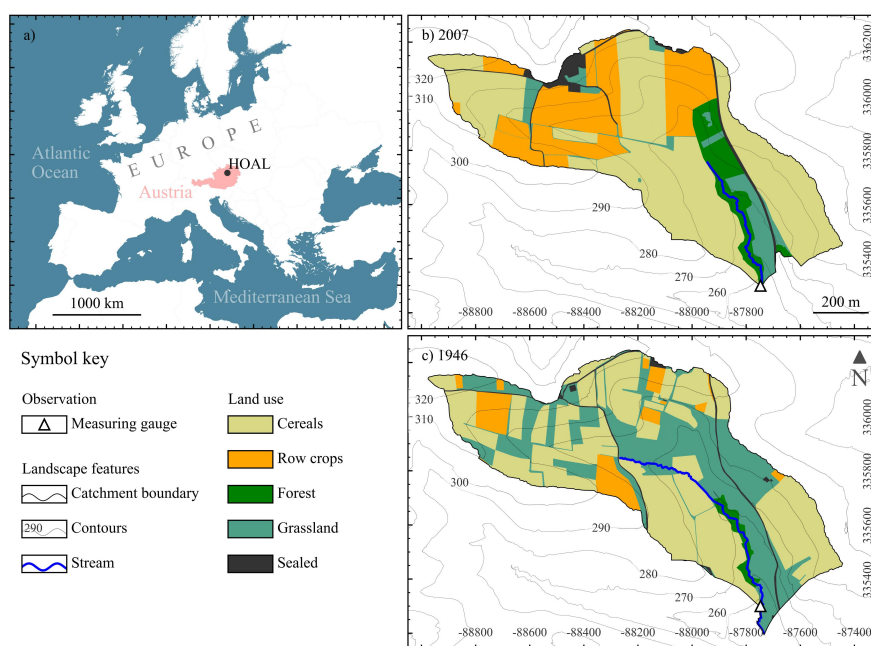 a)
EUROPE
HOAL
Atlantic
Ocean
Austria
1000 km
Mediterranean Sea
b) 2007
320
310
300
290
280
270
260
200 m
336200
336000
335800
335600
335400
-88800
-88600
-88400
-88200
-88000
-87800
c) 1946
N
320
310
300
290
280
270
260
336000
335800
335600
335400
-88800
-88600
-88400
-88200
-88000
-87800
-87600
-87400
Symbol key
Observation
Measuring gauge
Landscape features
Catchment boundary
290
Contours
Stream
Land use
Cereals
Row crops
Forest
Grassland
Sealed